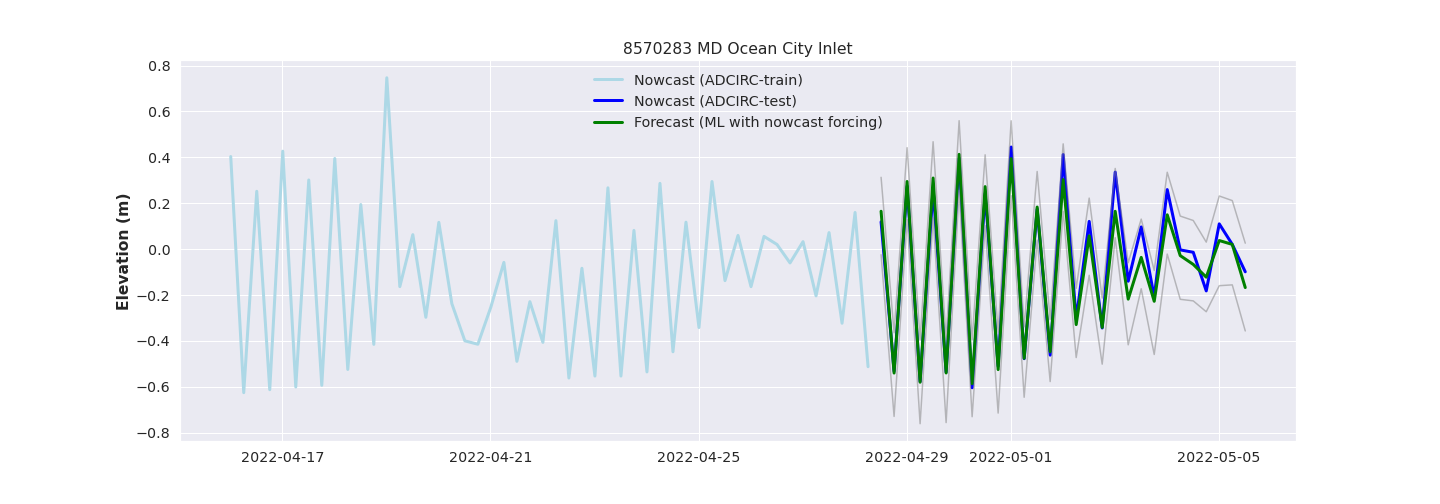 8570283 MD Ocean City Inlet
Nowcast (ADCIRC-train)
Nowcast (ADCIRC-test)
Forecast (ML with nowcast forcing)
Elevation (m)
0.8
0.6
0.4
0.2
0.0
−0.2
−0.4
−0.6
−0.8
2022-04-17 2022-04-21 2022-04-25 2022-04-29 2022-05-01 2022-05-05